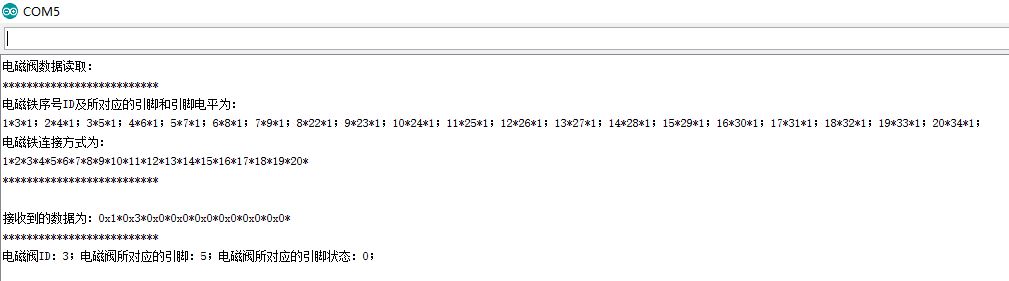 COM5
电磁阀数据读取：
**************************
电磁铁序号ID及所对应的引脚和引脚电平为：
1*3*1；2*4*1；3*5*1；4*6*1；5*7*1；6*8*1；7*9*1；8*22*1；9*23*1；10*24*1；11*25*1；12*26*1；13*27*1；14*28*1；15*29*1；16*30*1；17*31*1；18*32*1；19*33*1；20*34*1；
电磁铁连接方式为：
1*2*3*4*5*6*7*8*9*10*11*12*13*14*15*16*17*18*19*20*
**************************
接收到的数据为：0x1*0x3*0x0*0x0*0x0*0x0*0x0*0x0*
**************************
电磁阀ID：3；电磁阀所对应的引脚：5；电磁阀所对应的引脚状态：0；